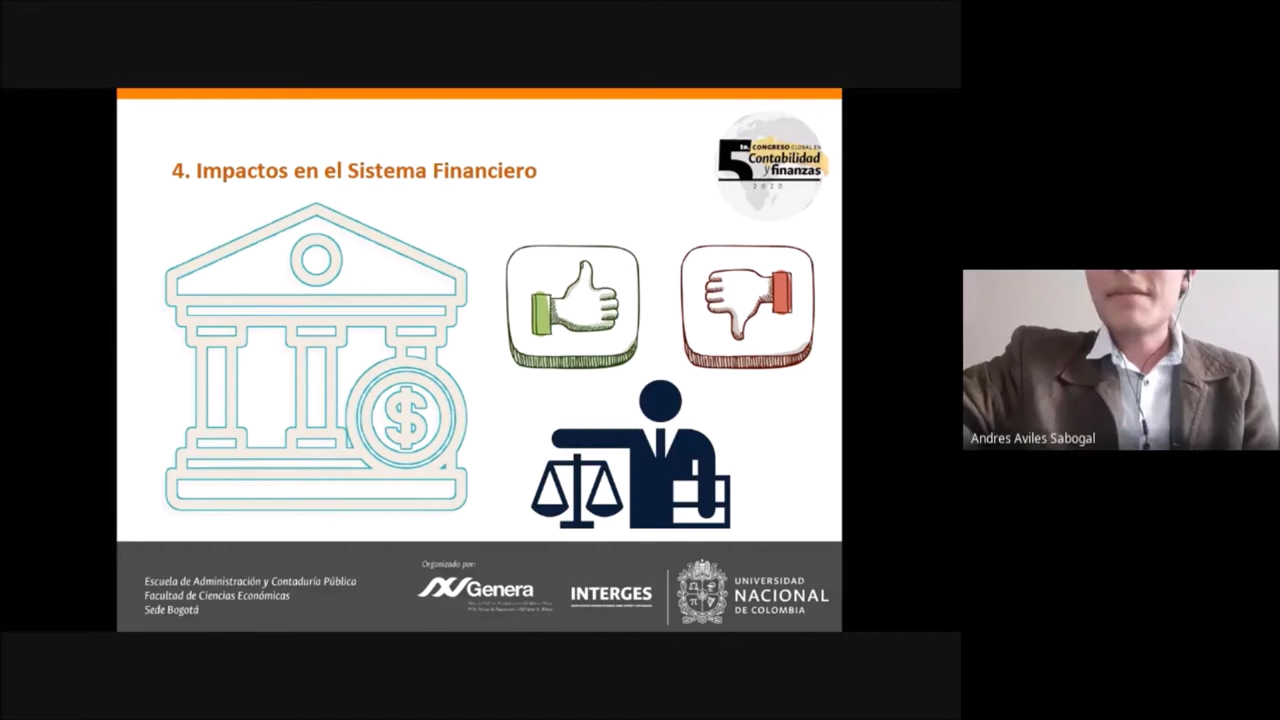 4. Impactos en el Sistema Financiero
5to. CONGRESO GLOBAL EN
Contabilidad
y finanzas
2020
$
Andres Aviles Sabogal
Organizado por:
Escuela de Administración y Contaduría Pública
Facultad de Ciencias Económicas
Sede Bogotá
Genera
INTERGES
UNIVERSIDAD
NACIONAL
DE COLOMBIA